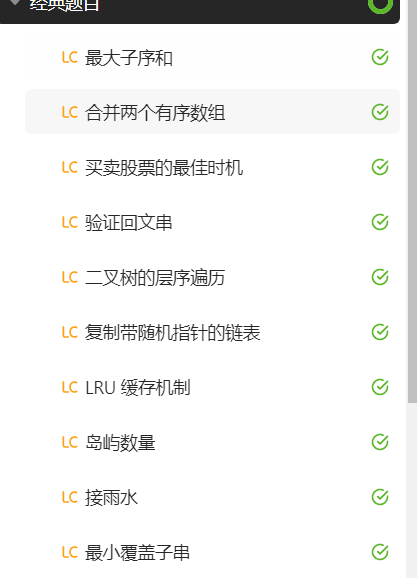 经典题目
LC 最大子序和
LC 合并两个有序数组
LC 买卖股票的最佳时机
LC 验证回文串
LC 二叉树的层序遍历
LC 复制带随机指针的链表
LC LRU 缓存机制
LC 岛屿数量
LC 接雨水
LC 最小覆盖子串